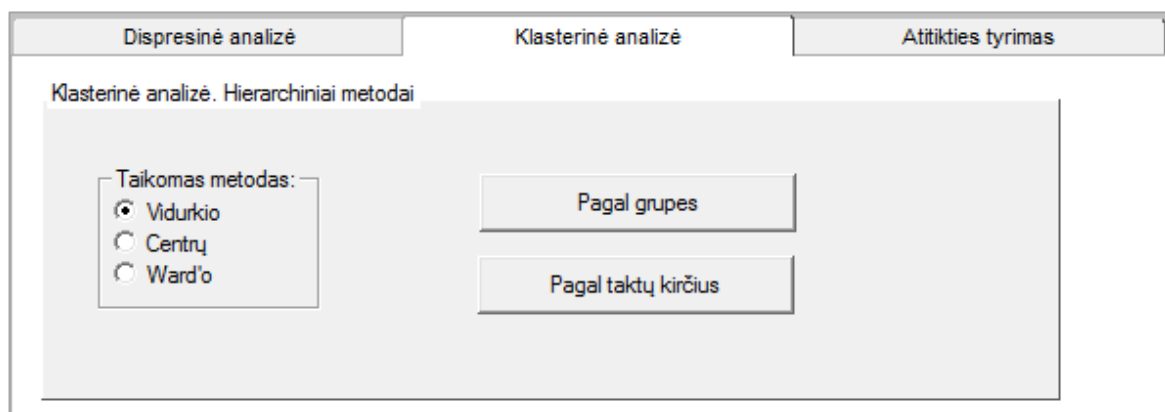 Dispresinė analizė
Klasterinė analizė
Atitikties tyrimas
Klasterinė analizė. Hierarchiniai metodai
Taikomas metodas:
Vidurkio
Centrų
Ward'o
Pagal grupes
Pagal taktų kirčius